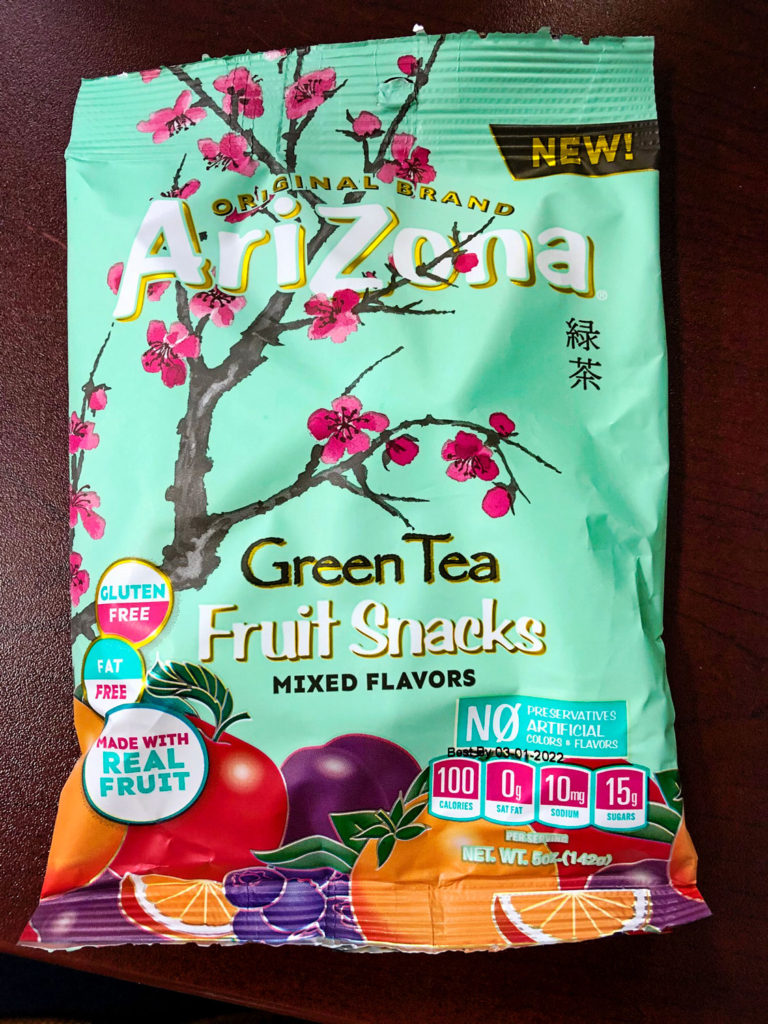 NEW!
ORIGINAL BRAND
AriZona®
緑
茶
Green Tea
Fruit Snacks
MIXED FLAVORS
GLUTEN
FREE
FAT
FREE
MADE WITH
REAL
FRUIT
NØ
PRESERVATIVES
ARTIFICIAL
COLORS & FLAVORS
Best By 03-01-2022
100
CALORIES
0g
SAT FAT
10mg
SODIUM
15g
SUGARS
PER SERVING
NET. WT. 5oz (142g)